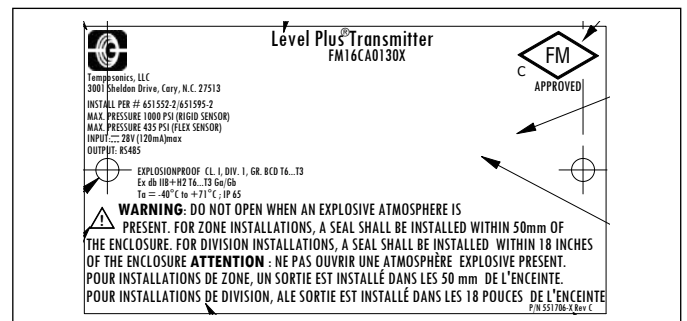 Level Plus® Transmitter
FM16CA0130X
FM
C
APPROVED
Temposonics, LLC
3001 Sheldon Drive, Cary, N.C. 27513
INSTALL PER # 651552-2/651595-2
MAX. PRESSURE 1000 PSI (RIGID SENSOR)
MAX. PRESSURE 435 PSI (FLEX SENSOR)
INPUT: ⎓ 28V (120mA)max
OUTPUT: RS485
EXPLOSIONPROOF CL. I, DIV. 1, GR. BCD T6...T3
Ex db IIB+H2 T6...T3 Ga/Gb
Ta = -40°C to +71°C ; IP 65
WARNING: DO NOT OPEN WHEN AN EXPLOSIVE ATMOSPHERE IS
PRESENT. FOR ZONE INSTALLATIONS, A SEAL SHALL BE INSTALLED WITHIN 50mm OF
THE ENCLOSURE. FOR DIVISION INSTALLATIONS, A SEAL SHALL BE INSTALLED WITHIN 18 INCHES
OF THE ENCLOSURE ATTENTION : NE PAS OUVRIR UNE ATMOSPHÈRE EXPLOSIVE PRESENT.
POUR INSTALLATIONS DE ZONE, UN SORTIE EST INSTALLÉ DANS LES 50 mm DE L'ENCEINTE.
POUR INSTALLATIONS DE DIVISION, ALE SORTIE EST INSTALLÉ DANS LES 18 POUCES DE L'ENCEINTE
P/N 551706-X Rev C